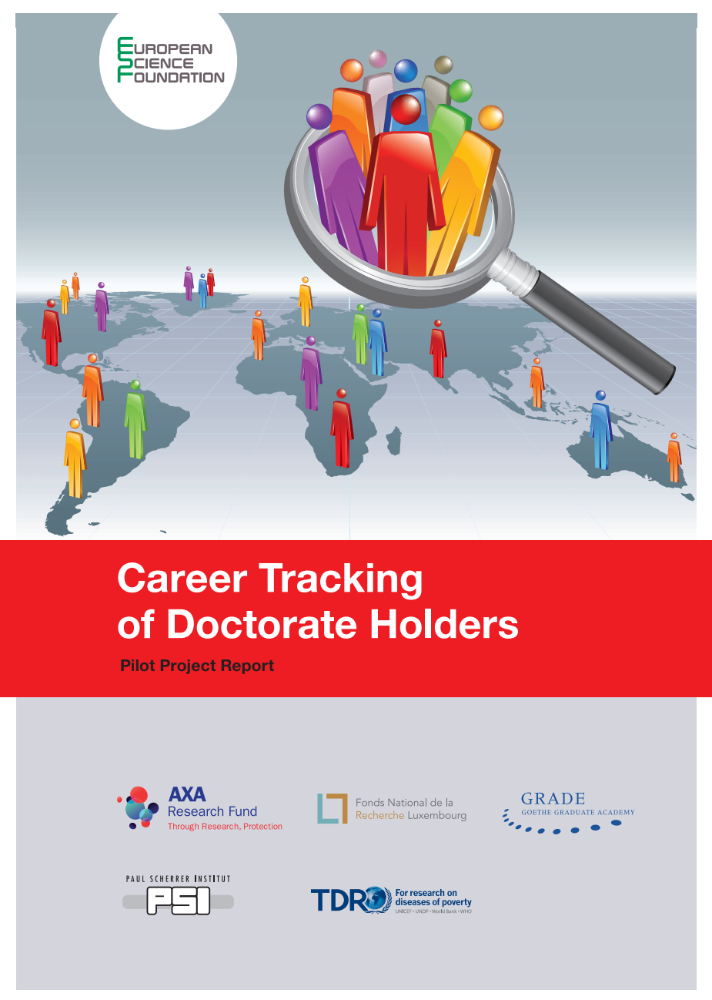 EUROPEAN
SCIENCE
FOUNDATION
Career Tracking
of Doctorate Holders
Pilot Project Report
AXA
Research Fund
Through Research, Protection
Fonds National de la
Recherche Luxembourg
GRADE
GOETHE GRADUATE ACADEMY
PAUL SCHERRER INSTITUT
PSI
TDR
For research on
diseases of poverty
UNICEF • UNDP • World Bank • WHO